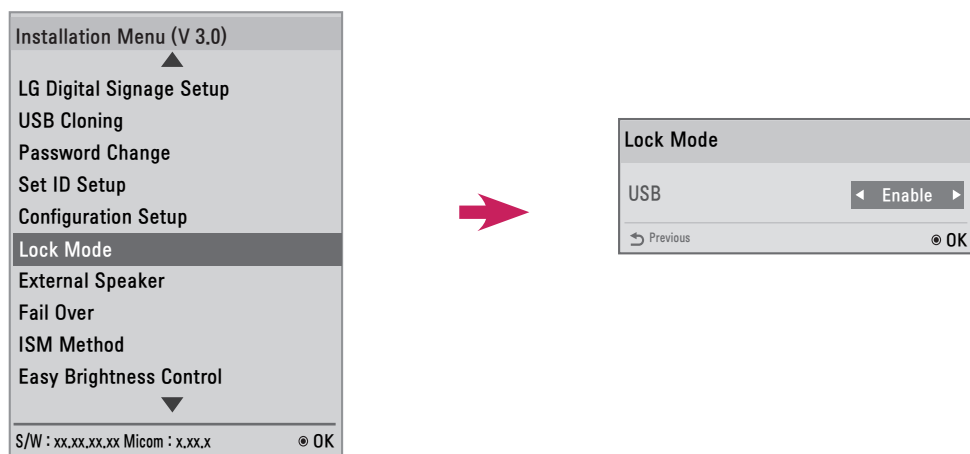 Installation Menu (V 3.0)
LG Digital Signage Setup
USB Cloning
Password Change
Set ID Setup
Configuration Setup
Lock Mode
External Speaker
Fail Over
ISM Method
Easy Brightness Control
S/W : xx.xx.xx.xx Micom : x.xx.x ◉ OK
Lock Mode
USB ◀ Enable ▶
Previous ◉ OK